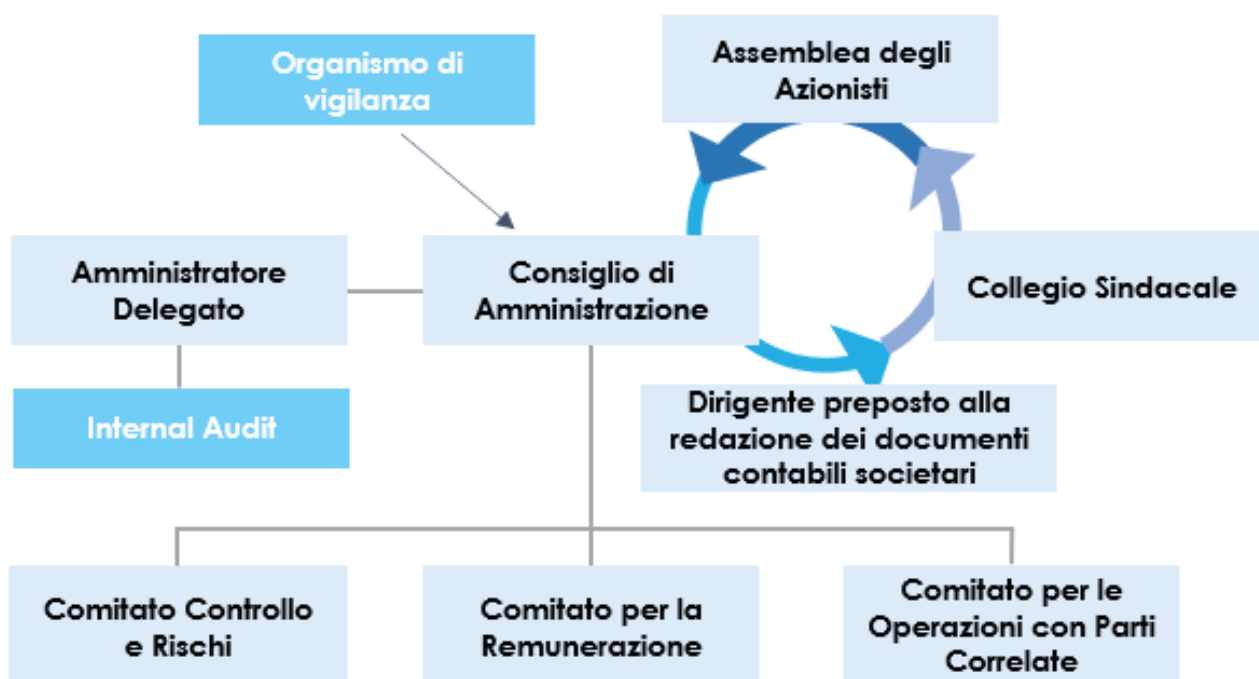 Organismo di
vigilanza
Assemblea degli
Azionisti
Amministratore
Delegato
Consiglio di
Amministrazione
Collegio Sindacale
Internal Audit
Dirigente preposto alla
redazione dei documenti
contabili societari
Comitato Controllo
e Rischi
Comitato per la
Remunerazione
Comitato per le
Operazioni con Parti
Correlate